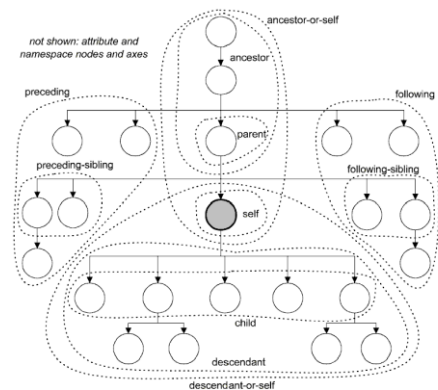 ancestor-or-self
not shown: attribute and
namespace nodes and axes
ancestor
preceding
following
parent
preceding-sibling
following-sibling
self
child
descendant
descendant-or-self